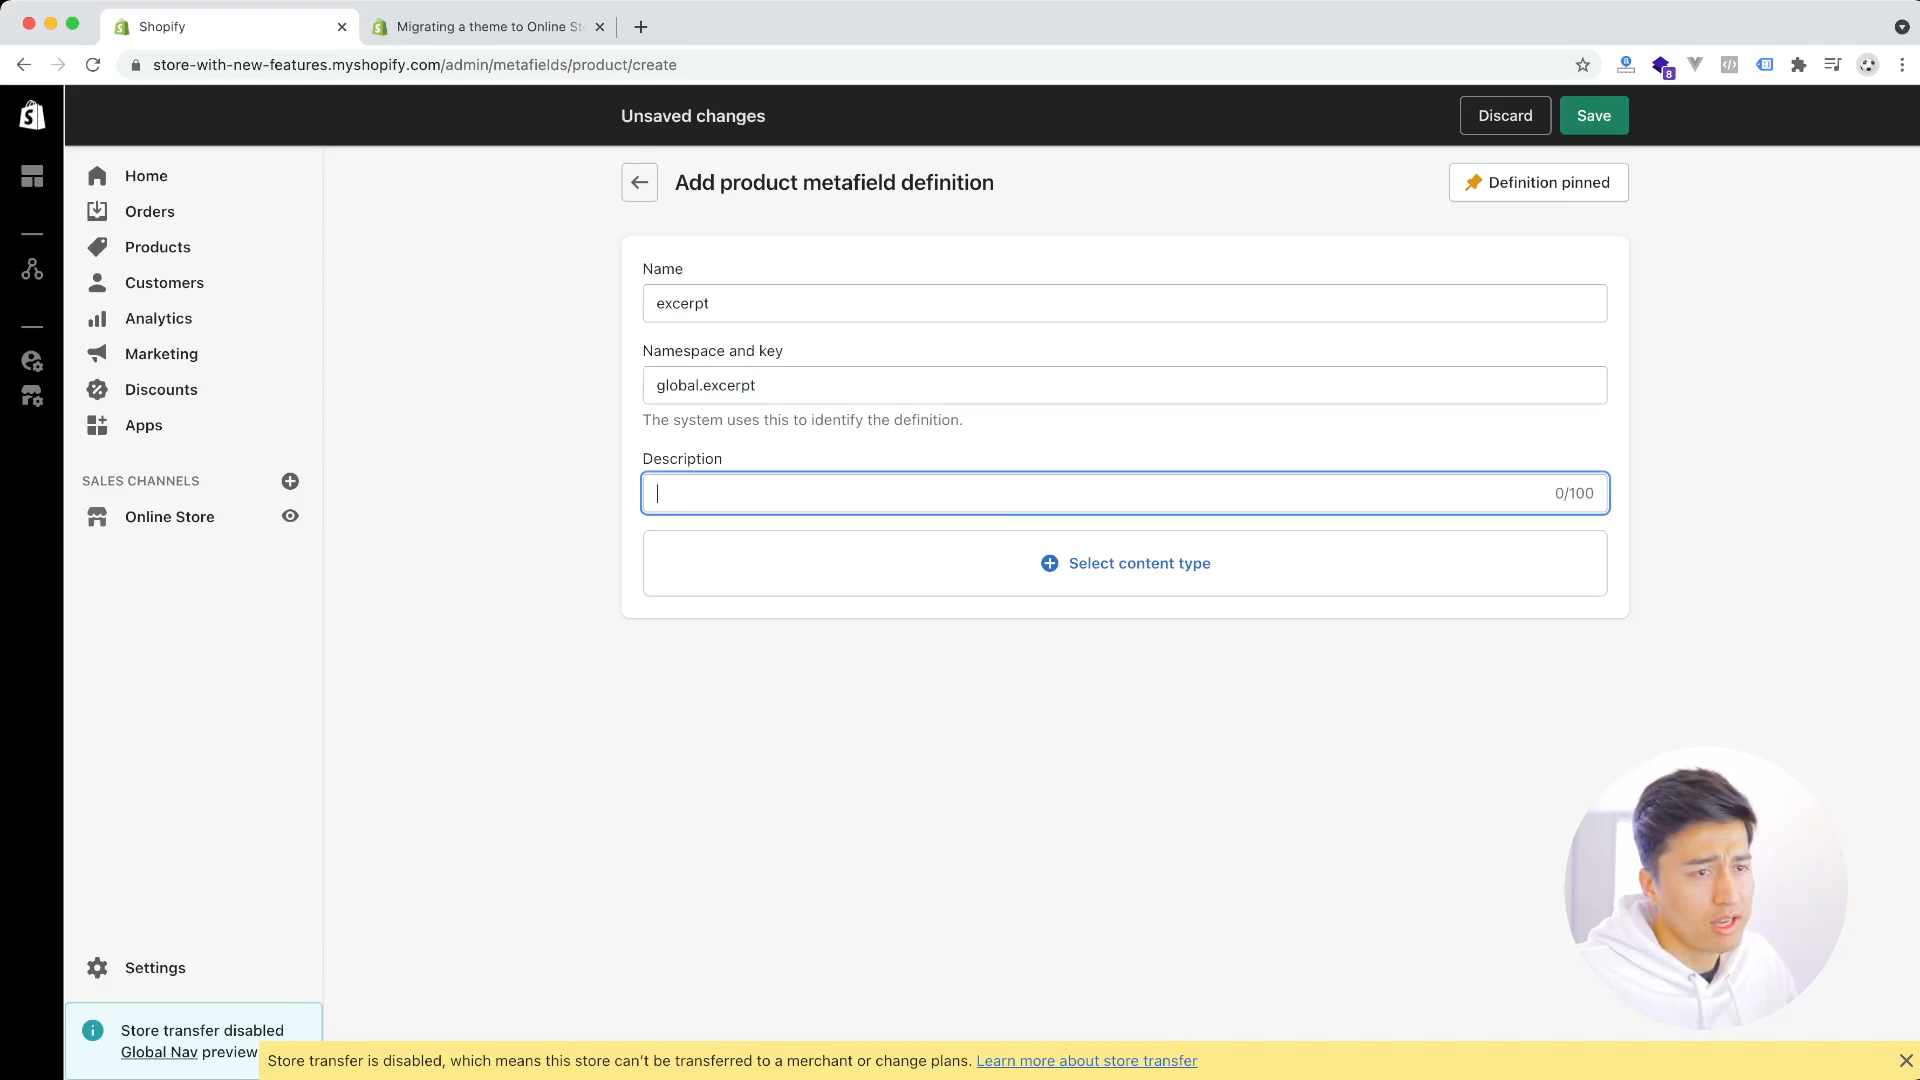 Shopify
Migrating a theme to Online Sto
store-with-new-features.myshopify.com/admin/metafields/product/create
8
Unsaved changes
Discard
Save
Home
Orders
Products
Customers
Analytics
Marketing
Discounts
Apps
SALES CHANNELS
Online Store
Settings
Add product metafield definition
Definition pinned
Name
excerpt
Namespace and key
global.excerpt
The system uses this to identify the definition.
Description
0/100
Select content type
Store transfer disabled
Global Nav preview
Store transfer is disabled, which means this store can't be transferred to a merchant or change plans. Learn more about store transfer